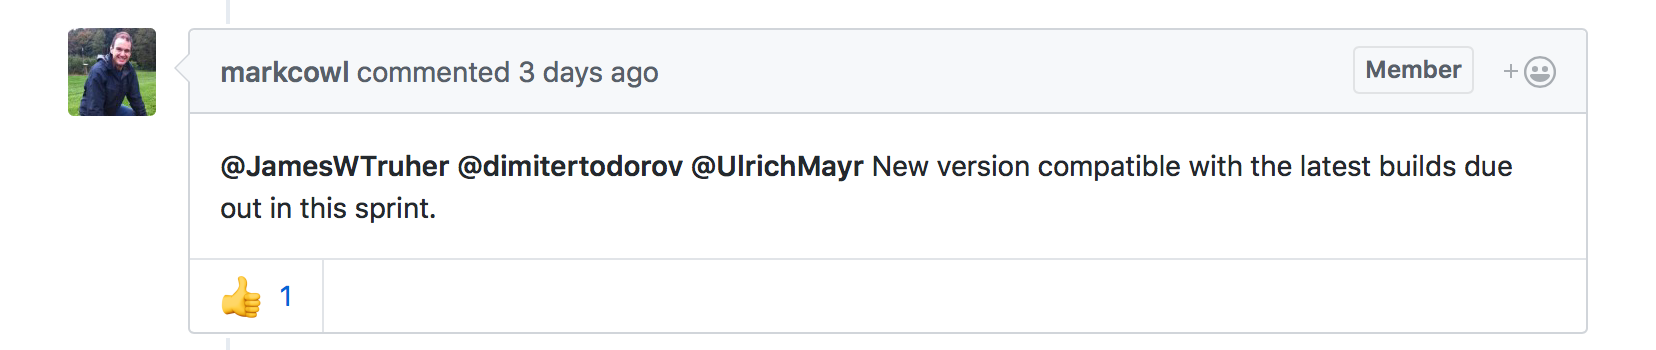 markcowl commented 3 days ago
Member
@JamesWTruher @dimitertodorov @UlrichMayr New version compatible with the latest builds due
out in this sprint.
1